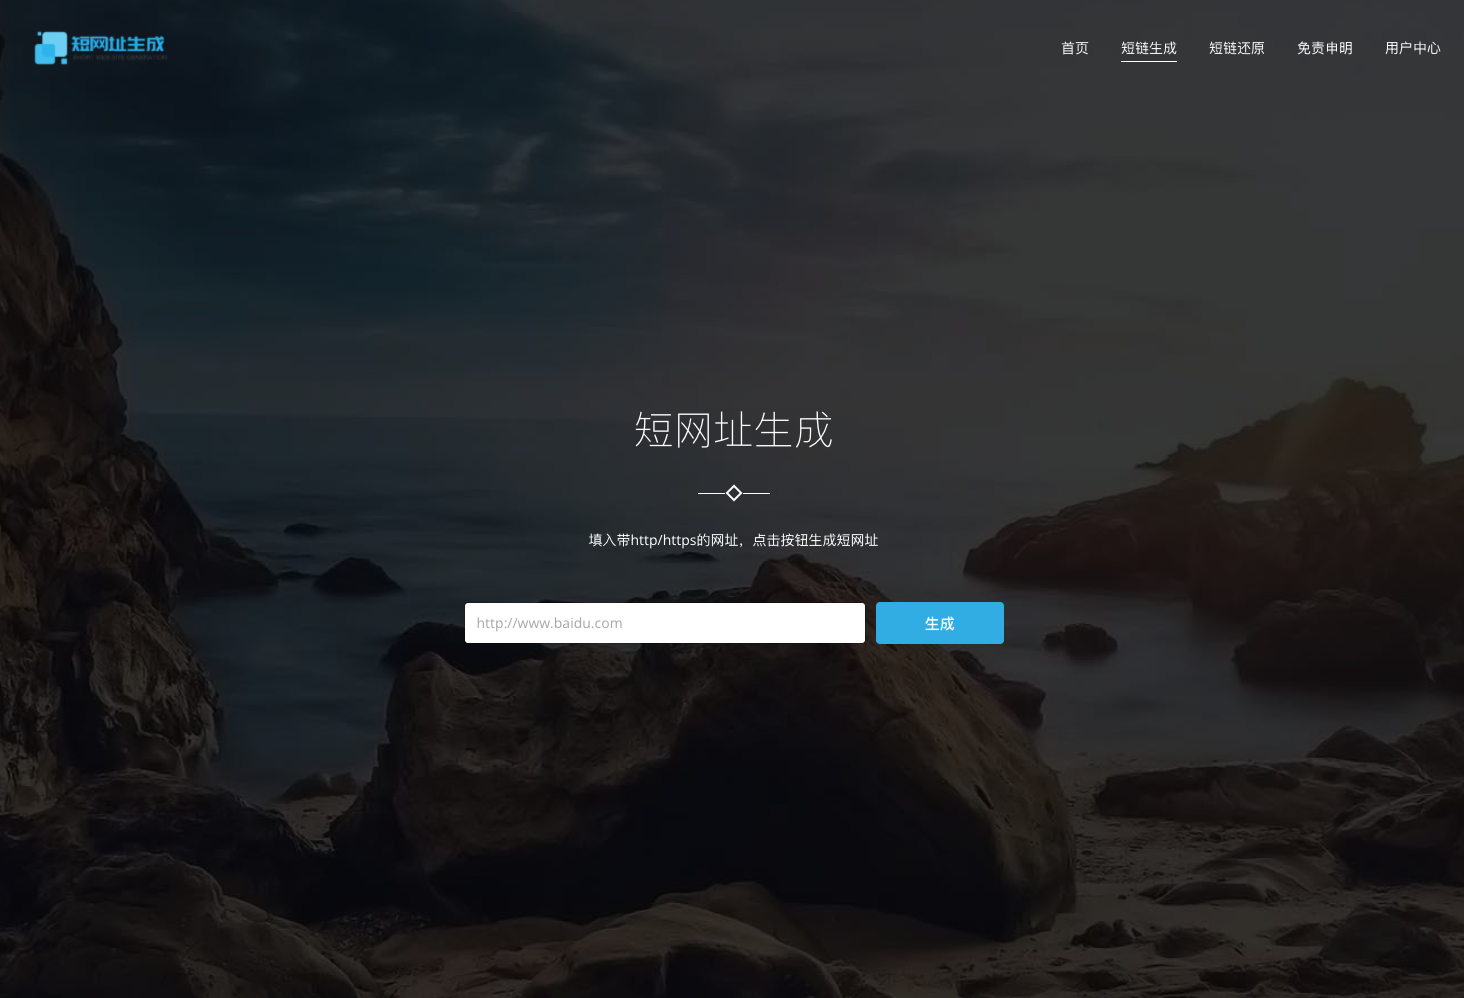 短网址生成
首页
短链生成
短链还原
免责申明
用户中心
短网址生成
填入带http/https的网址，点击按钮生成短网址
http://www.baidu.com
生成